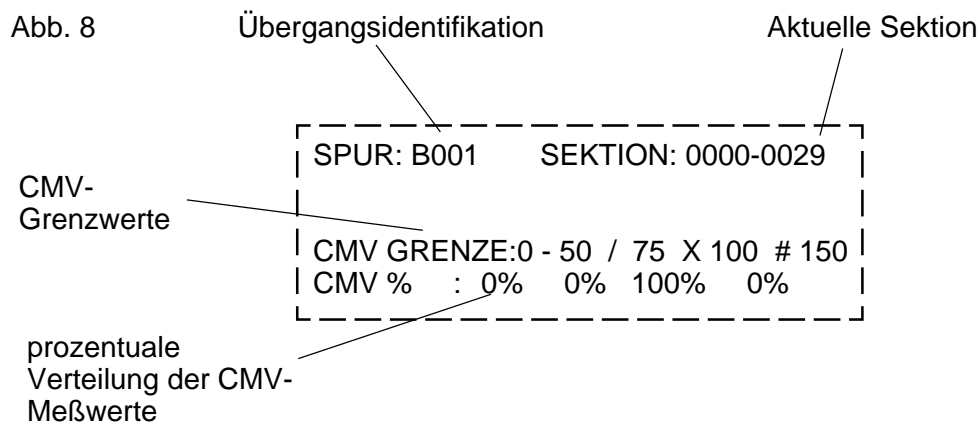 Abb. 8
Übergangsidentifikation
Aktuelle Sektion
SPUR: B001 SEKTION: 0000-0029
CMV-
Grenzwerte
CMV GRENZE:0 - 50 / 75 X 100 # 150
CMV % : 0% 0% 100% 0%
prozentuale
Verteilung der CMV-
Meßwerte